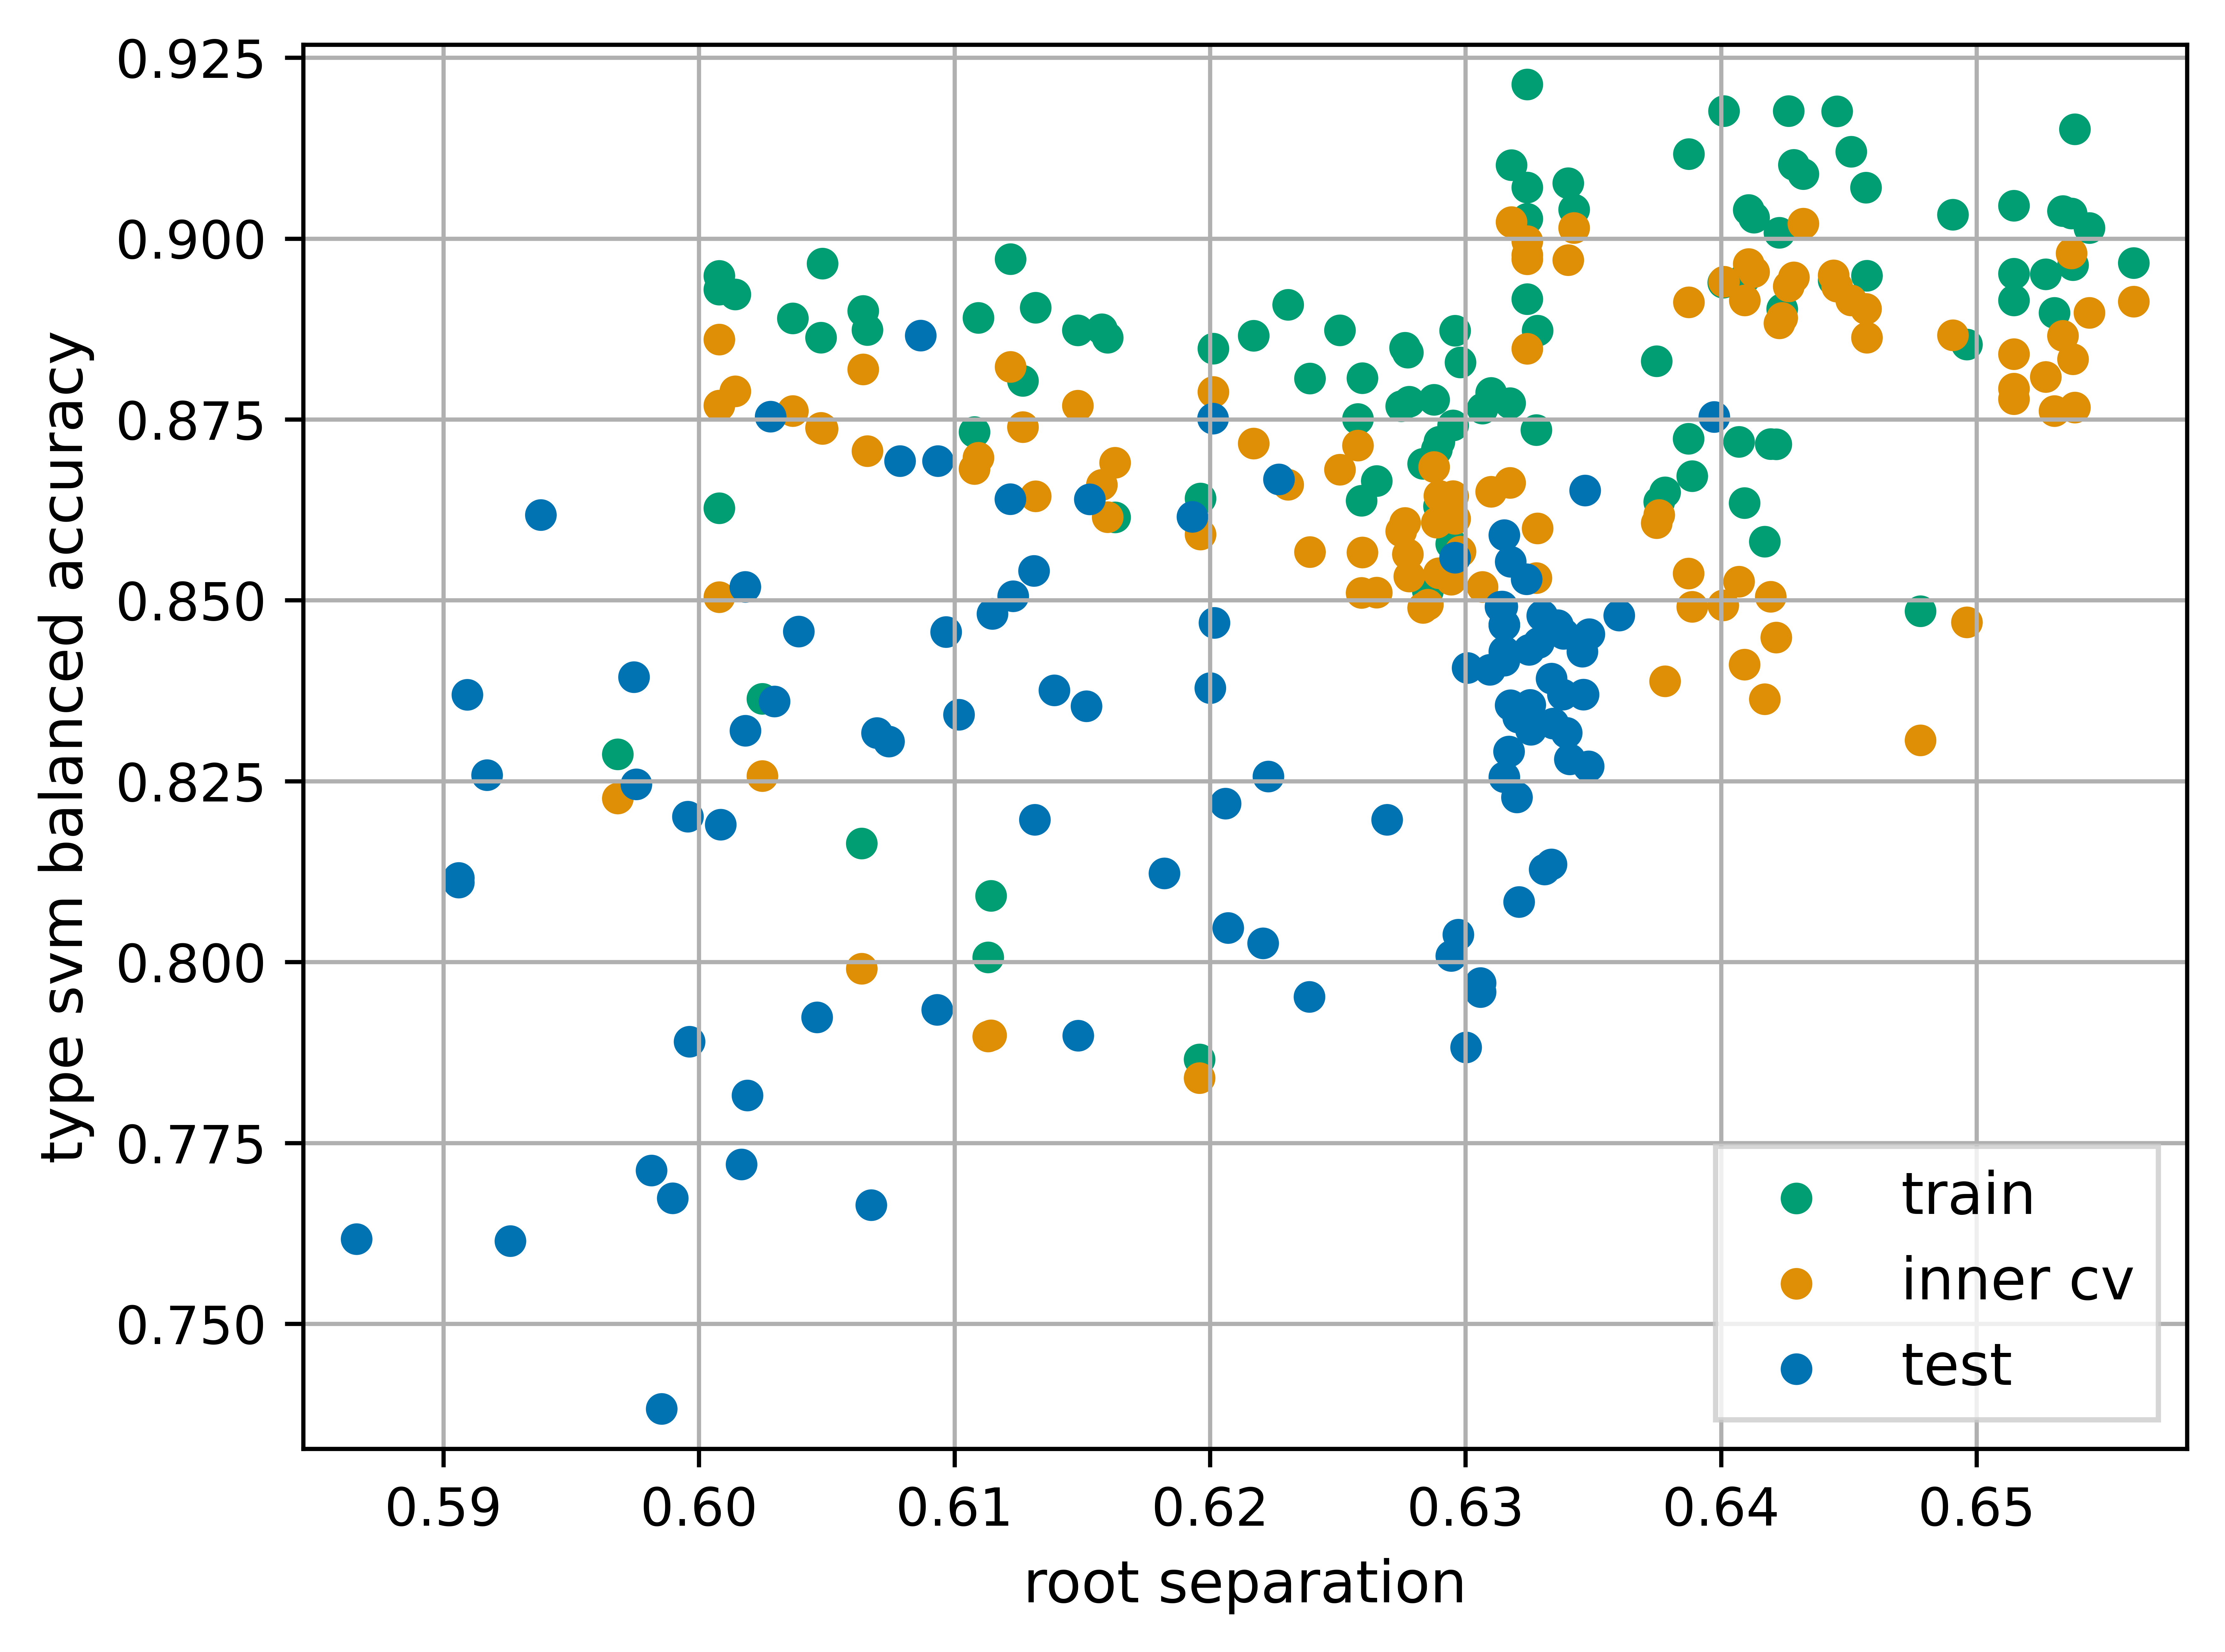 0.925
0.900
0.875
0.850
0.825
0.800
0.775
0.750
type svm balanced accuracy
train
inner cv
test
0.59 0.60 0.61 0.62 0.63 0.64 0.65
root separation